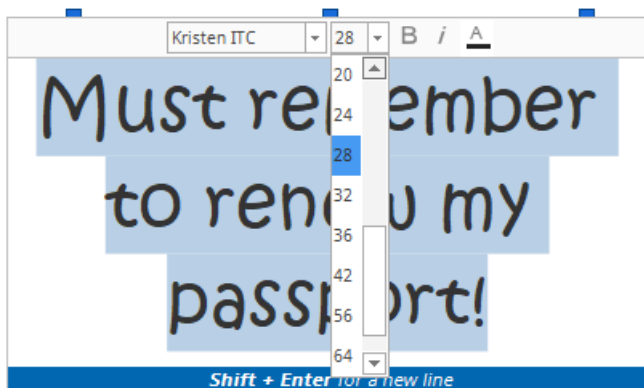 Kristen ITC 28 B i A
20
24
28
32
36
42
56
64
Must remember
to renew my
passport!
Shift + Enter for a new line